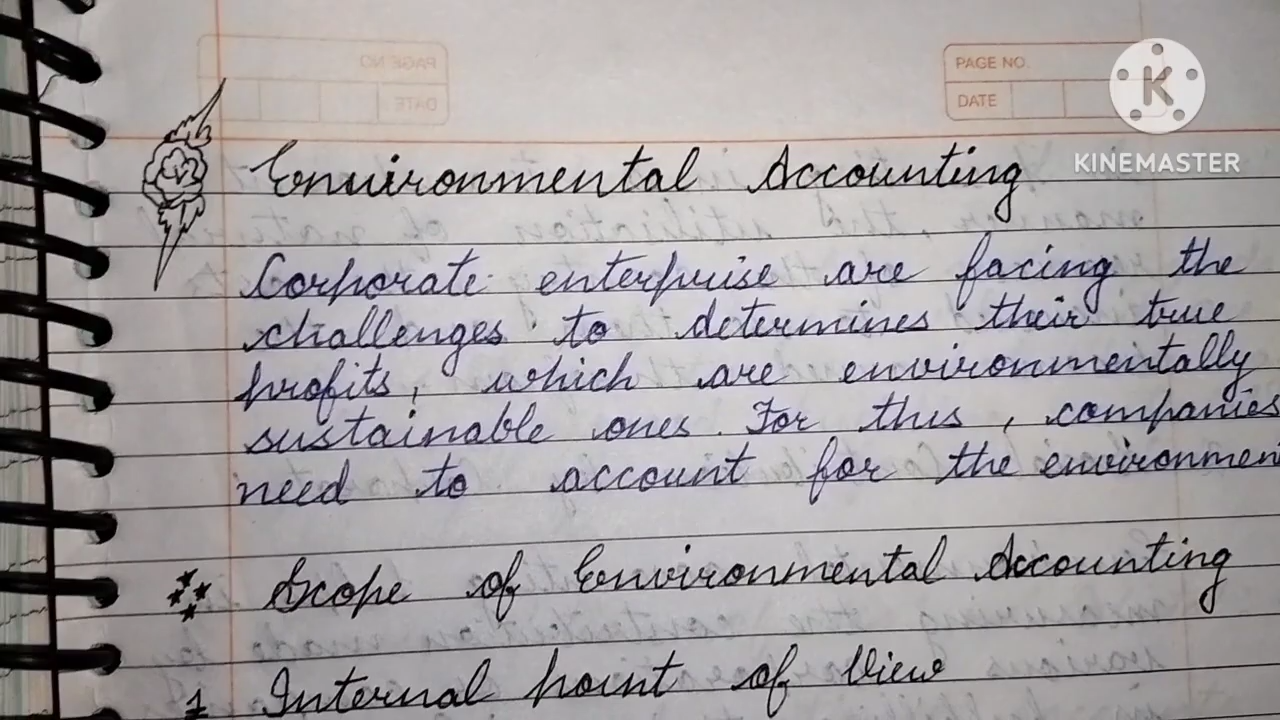 PAGE NO.
DATE
KINEMASTER
Environmental Accounting
Corporate enterprise are facing the
challenges to determines their true
profits, which are environmentally
sustainable ones. For this, companies
need to account for the environmen
Scope of Environmental Accounting
1 Internal point of View